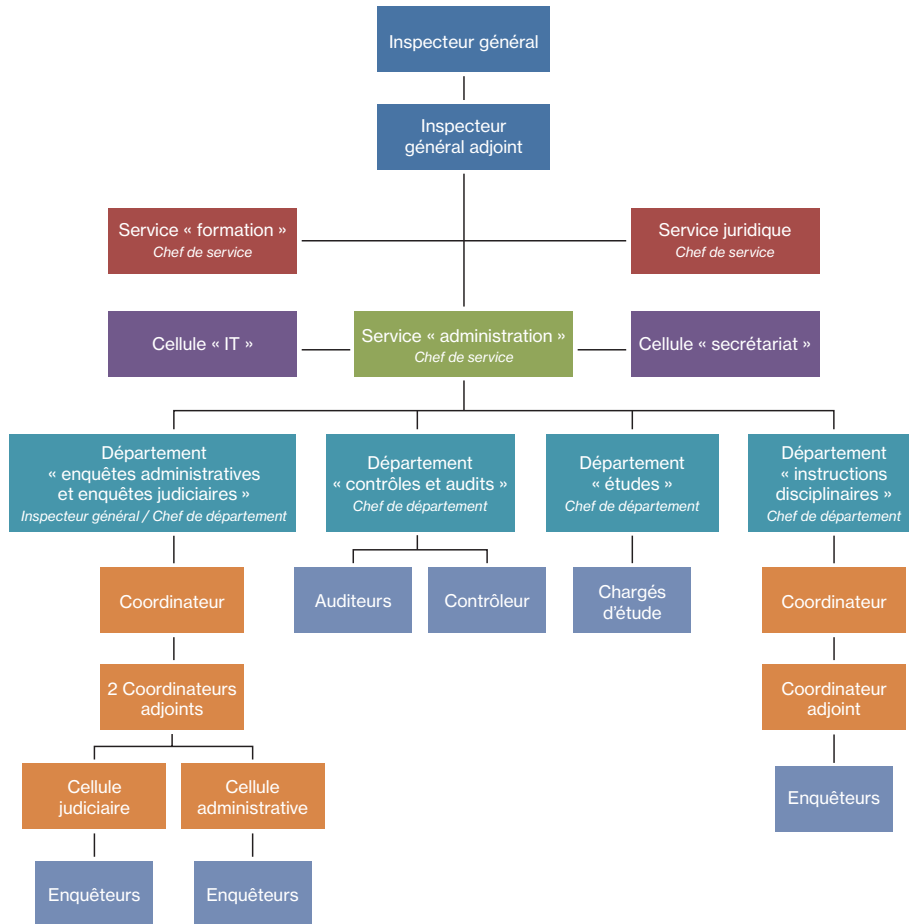 Inspecteur général
Inspecteur
général adjoint
Service « formation »
Chef de service
Service juridique
Chef de service
Cellule « IT »
Service « administration »
Chef de service
Cellule « secrétariat »
Département
« enquêtes administratives
et enquêtes judiciaires »
Inspecteur général / Chef de département
Département
« contrôles et audits »
Chef de département
Département
« études »
Chef de département
Département
« instructions
disciplinaires »
Chef de département
Coordinateur
Auditeurs
Contrôleur
Chargés
d'étude
Coordinateur
2 Coordinateurs
adjoints
Coordinateur
adjoint
Cellule
judiciaire
Cellule
administrative
Enquêteurs
Enquêteurs
Enquêteurs